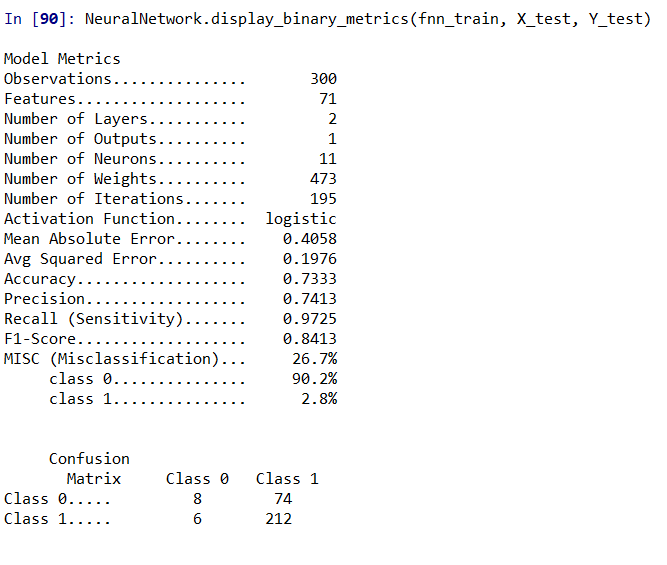 In [90]: NeuralNetwork.display_binary_metrics(fnn_train, X_test, Y_test)
Model Metrics
Observations............... 300
Features................... 71
Number of Layers........... 2
Number of Outputs.......... 1
Number of Neurons.......... 11
Number of Weights.......... 473
Number of Iterations....... 195
Activation Function........ logistic
Mean Absolute Error........ 0.4058
Avg Squared Error.......... 0.1976
Accuracy................... 0.7333
Precision.................. 0.7413
Recall (Sensitivity)....... 0.9725
F1-Score................... 0.8413
MISC (Misclassification)... 26.7%
class 0............... 90.2%
class 1............... 2.8%
Confusion
Matrix Class 0 Class 1
Class 0..... 8 74
Class 1..... 6 212